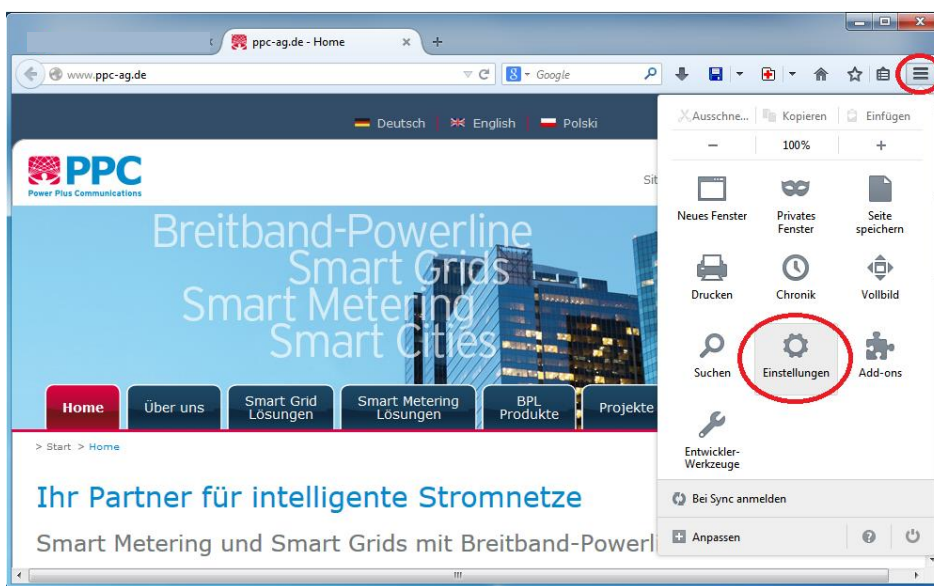 ppc-ag.de - Home
www.ppc-ag.de
Google
Deutsch English Polski
PPC
Power Plus Communications
Sit
Breitband-Powerline
Smart Grids
Smart Metering
Smart Cities
Home
Über uns
Smart Grid
Lösungen
Smart Metering
Lösungen
BPL
Produkte
Projekte
> Start > Home
Ihr Partner für intelligente Stromnetze
Smart Metering und Smart Grids mit Breitband-Powerl
Ausschne... Kopieren Einfügen
− 100% +
Neues Fenster
Privates
Fenster
Seite
speichern
Drucken
Chronik
Vollbild
Suchen
Einstellungen
Add-ons
Entwickler-
Werkzeuge
Bei Sync anmelden
Anpassen